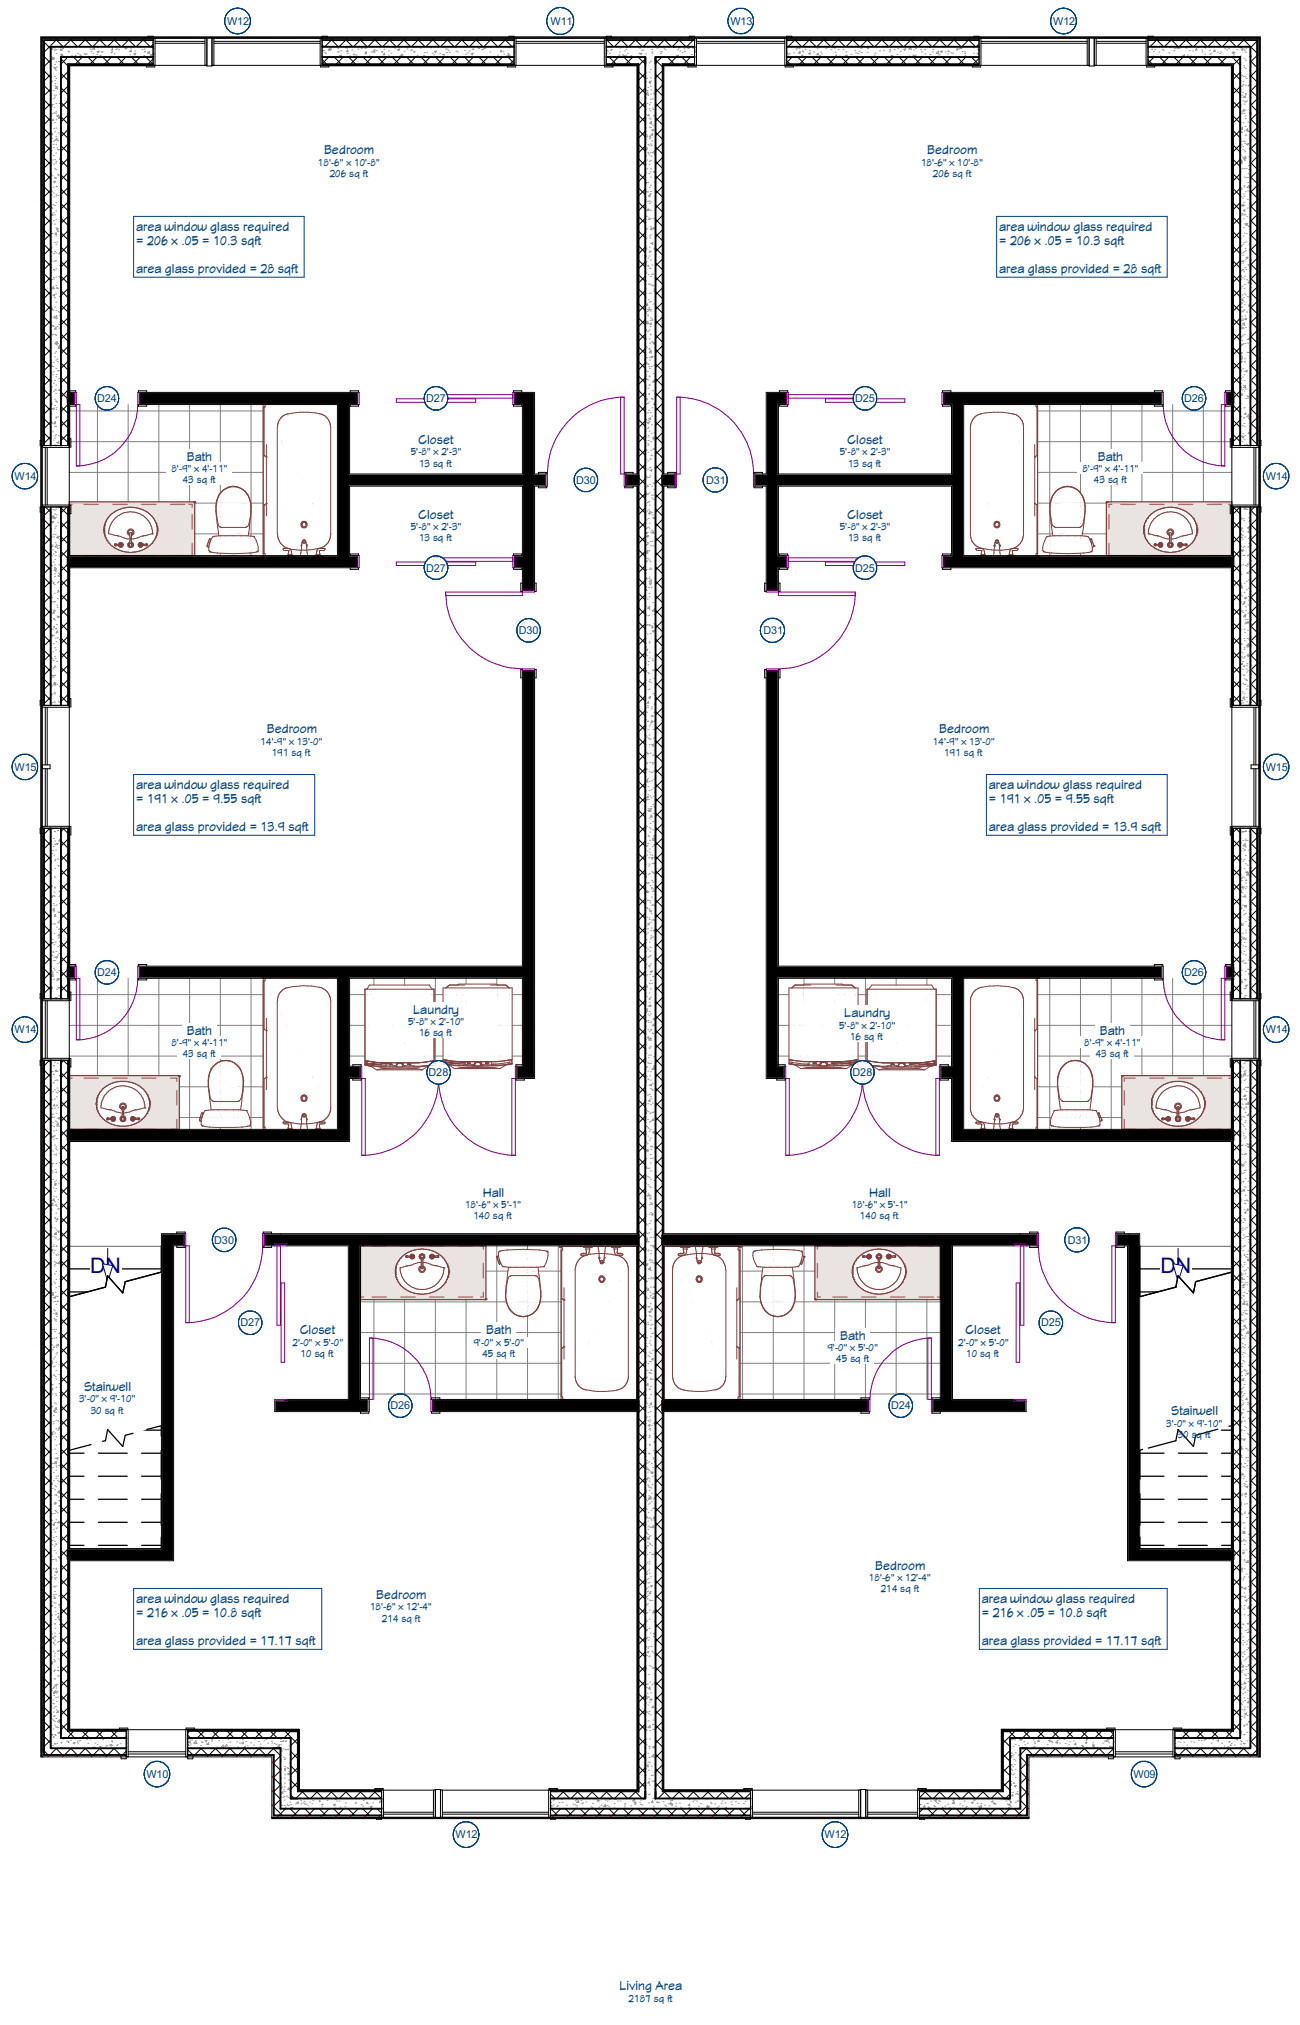 W12
W11
W13
W12
Bedroom
18'-6" x 10'-8"
206 sq ft
Bedroom
18'-6" x 10'-8"
206 sq ft
area window glass required
= 206 x .05 = 10.3 sqft
area glass provided = 28 sqft
area window glass required
= 206 x .05 = 10.3 sqft
area glass provided = 28 sqft
D24
D27
D25
D26
Closet
5'-8" x 2'-3"
13 sq ft
Closet
5'-8" x 2'-3"
13 sq ft
W14
Bath
8'-9" x 4'-11"
43 sq ft
D30
D31
Bath
8'-9" x 4'-11"
43 sq ft
W14
Closet
5'-8" x 2'-3"
13 sq ft
Closet
5'-8" x 2'-3"
13 sq ft
D27
D25
D30
D31
Bedroom
14'-9" x 13'-0"
191 sq ft
Bedroom
14'-9" x 13'-0"
191 sq ft
W15
W15
area window glass required
= 191 x .05 = 9.55 sqft
area glass provided = 13.9 sqft
area window glass required
= 191 x .05 = 9.55 sqft
area glass provided = 13.9 sqft
D24
D26
W14
Bath
8'-9" x 4'-11"
43 sq ft
Laundry
5'-8" x 2'-10"
16 sq ft
Laundry
5'-8" x 2'-10"
16 sq ft
Bath
8'-9" x 4'-11"
43 sq ft
W14
D28
D28
Hall
18'-6" x 5'-1"
140 sq ft
Hall
18'-6" x 5'-1"
140 sq ft
D30
D31
DN
DN
D27
Closet
2'-0" x 5'-0"
10 sq ft
Bath
9'-0" x 5'-0"
45 sq ft
Bath
9'-0" x 5'-0"
45 sq ft
Closet
2'-0" x 5'-0"
10 sq ft
D25
Stairwell
3'-0" x 9'-10"
30 sq ft
D26
D24
Stairwell
3'-0" x 9'-10"
30 sq ft
Bedroom
18'-6" x 12'-4"
214 sq ft
Bedroom
18'-6" x 12'-4"
214 sq ft
area window glass required
= 216 x .05 = 10.8 sqft
area glass provided = 17.17 sqft
area window glass required
= 216 x .05 = 10.8 sqft
area glass provided = 17.17 sqft
W10
W09
W12
W12
Living Area
2187 sq ft